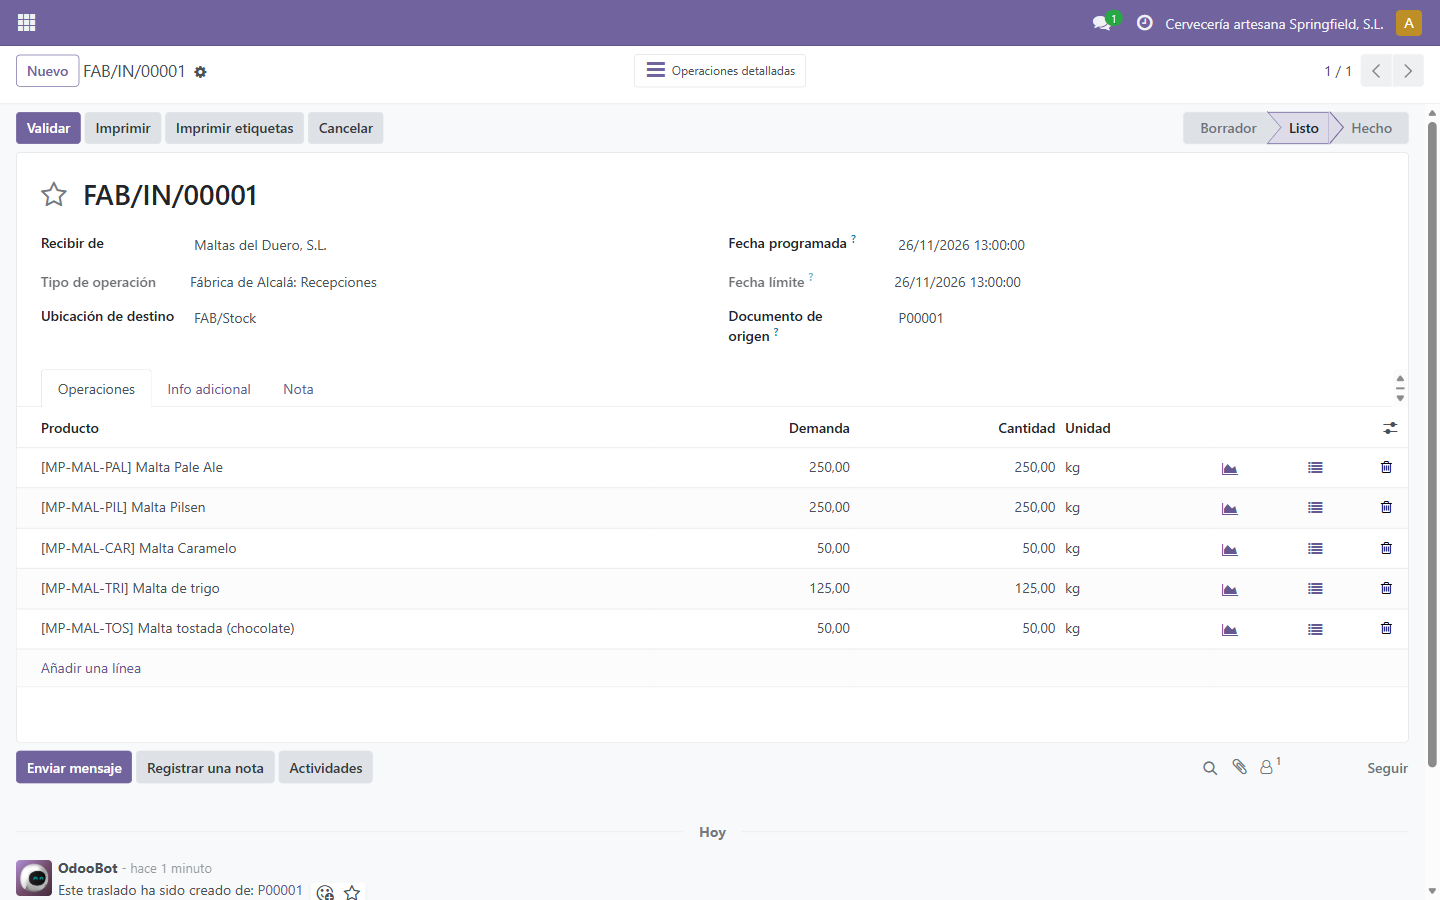 1
Cervecería artesana Springfield, S.L.
A
Nuevo
FAB/IN/00001
Operaciones detalladas
1 / 1
Validar
Imprimir
Imprimir etiquetas
Cancelar
Borrador
Listo
Hecho
FAB/IN/00001
Recibir de
Maltas del Duero, S.L.
Fecha programada ?
26/11/2026 13:00:00
Tipo de operación
Fábrica de Alcalá: Recepciones
Fecha límite ?
26/11/2026 13:00:00
Ubicación de destino
FAB/Stock
Documento de
origen ?
P00001
Operaciones
Info adicional
Nota
Producto Demanda Cantidad Unidad
[MP-MAL-PAL] Malta Pale Ale 250,00 250,00 kg
[MP-MAL-PIL] Malta Pilsen 250,00 250,00 kg
[MP-MAL-CAR] Malta Caramelo 50,00 50,00 kg
[MP-MAL-TRI] Malta de trigo 125,00 125,00 kg
[MP-MAL-TOS] Malta tostada (chocolate) 50,00 50,00 kg
Añadir una línea
Enviar mensaje
Registrar una nota
Actividades
1
Seguir
Hoy
OdooBot - hace 1 minuto
Este traslado ha sido creado de: P00001